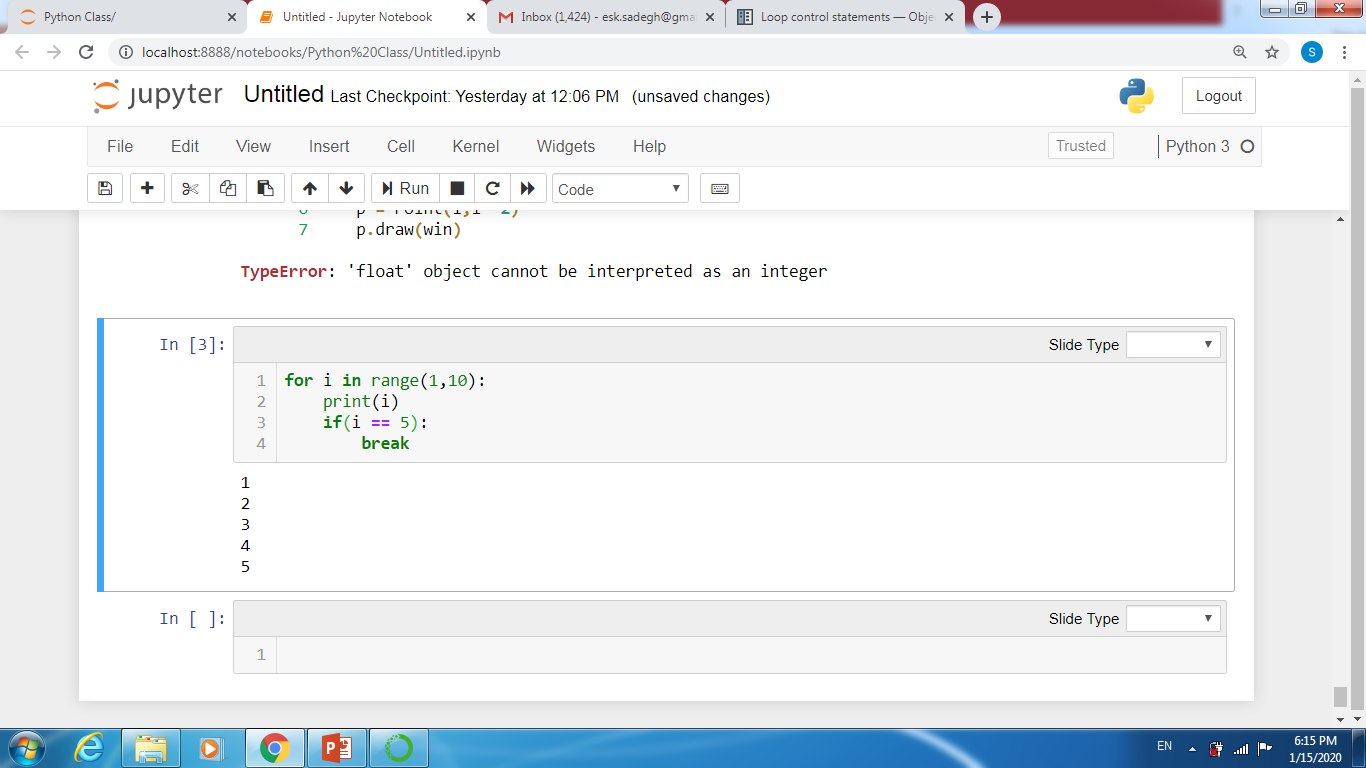 Python Class/
Untitled - Jupyter Notebook
Inbox (1,424) - esk.sadegh@gma
Loop control statements — Obje
localhost:8888/notebooks/Python%20Class/Untitled.ipynb
S
jupyter Untitled Last Checkpoint: Yesterday at 12:06 PM (unsaved changes)
Logout
File Edit View Insert Cell Kernel Widgets Help
Trusted Python 3
Run Code
7 p.draw(win)
TypeError: 'float' object cannot be interpreted as an integer
In [3]:
Slide Type
1 for i in range(1,10):
2 print(i)
3 if(i == 5):
4 break
1
2
3
4
5
In [ ]:
Slide Type
1
EN
6:15 PM
1/15/2020